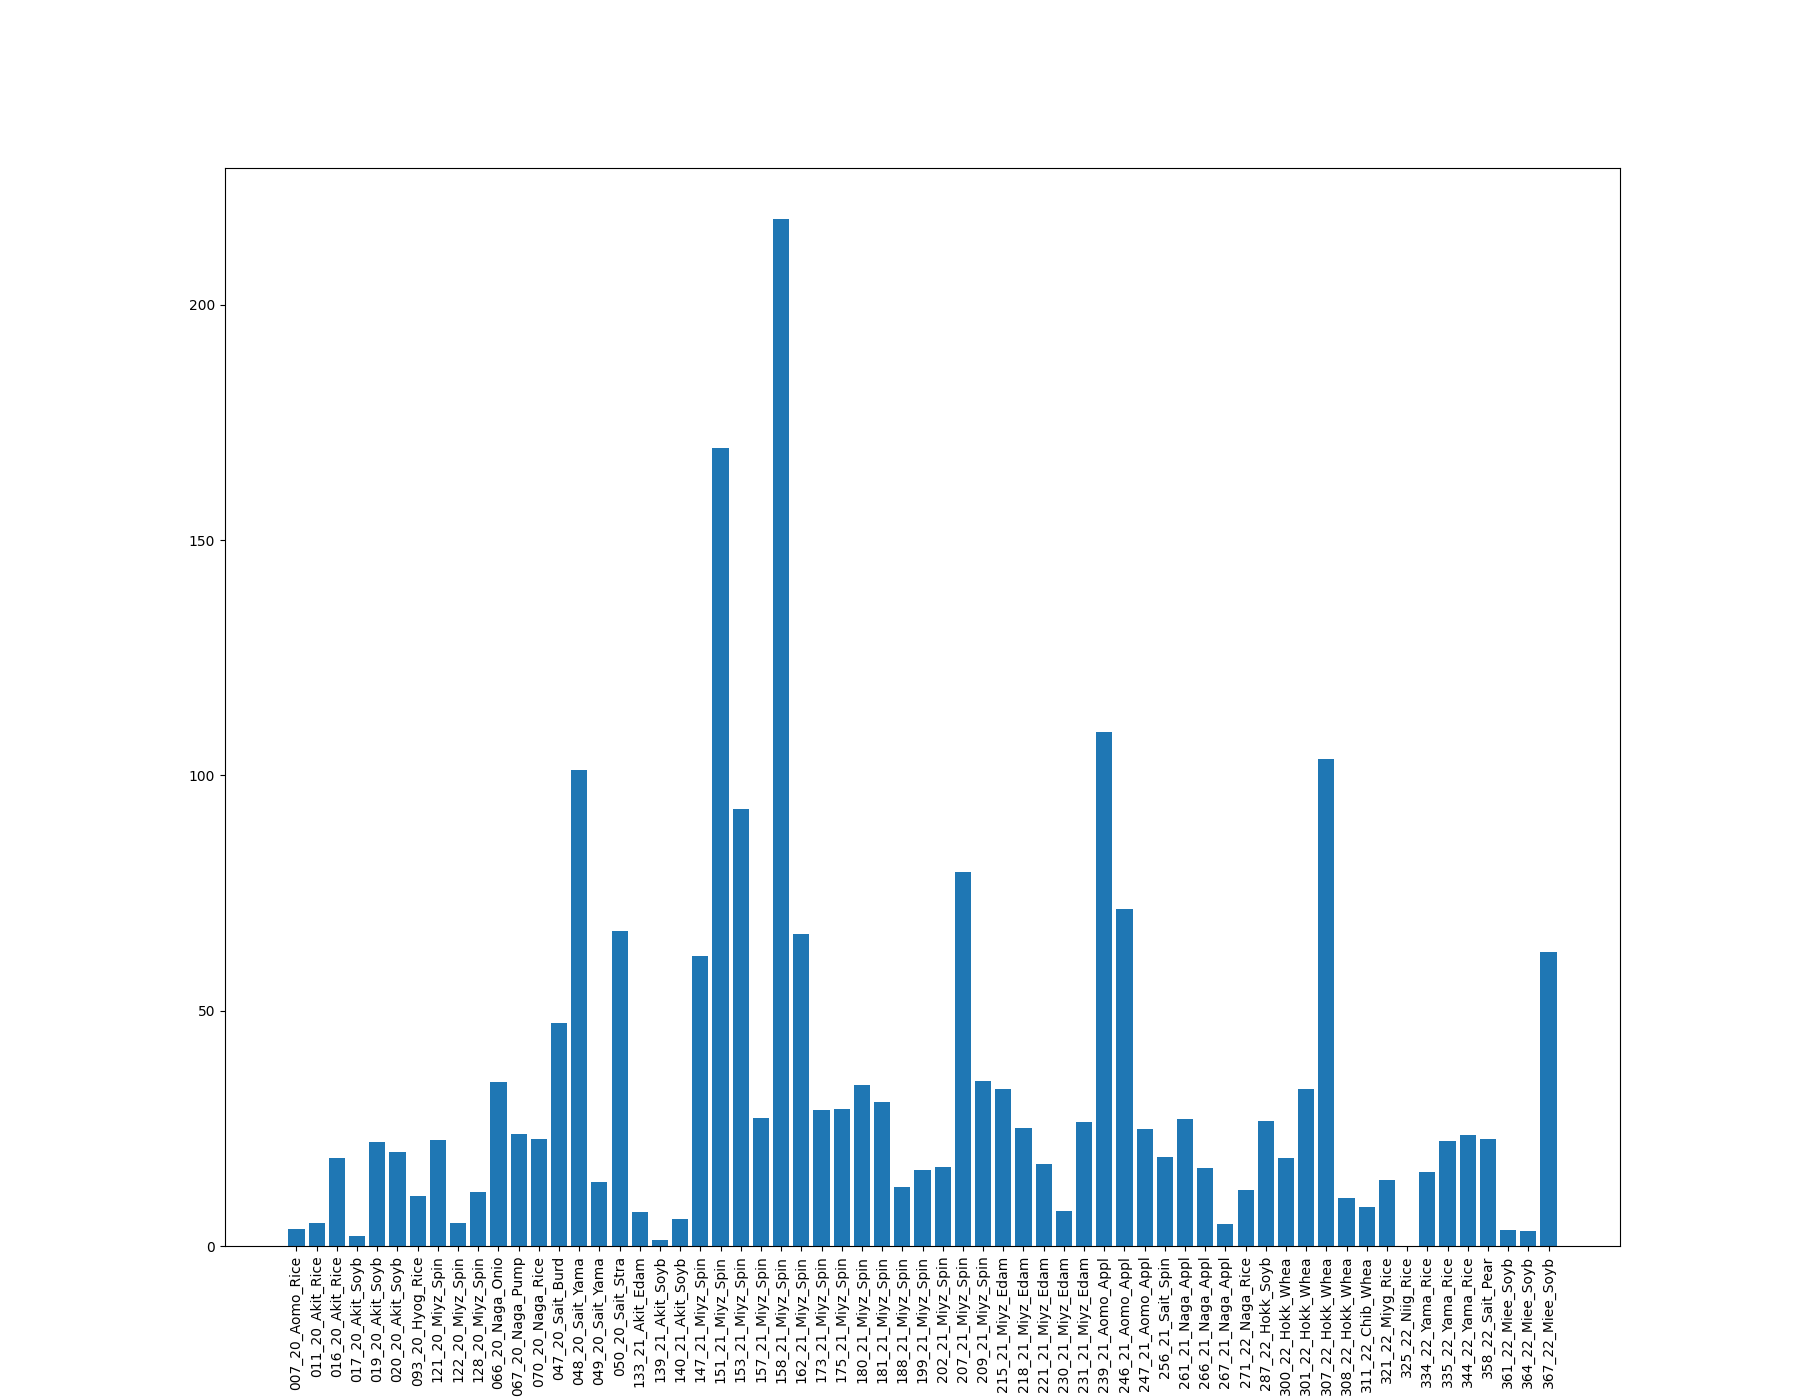 200
150
100
50
0
007_20_Aomo_Rice
011_20_Akit_Rice
016_20_Akit_Rice
017_20_Akit_Soyb
019_20_Akit_Soyb
020_20_Akit_Soyb
093_20_Hyog_Rice
121_20_Miyz_Spin
122_20_Miyz_Spin
128_20_Miyz_Spin
066_20_Naga_Onio
067_20_Naga_Pump
070_20_Naga_Rice
047_20_Sait_Burd
048_20_Sait_Yama
049_20_Sait_Yama
050_20_Sait_Stra
133_21_Akit_Edam
139_21_Akit_Soyb
140_21_Akit_Soyb
147_21_Miyz_Spin
151_21_Miyz_Spin
153_21_Miyz_Spin
157_21_Miyz_Spin
158_21_Miyz_Spin
162_21_Miyz_Spin
173_21_Miyz_Spin
175_21_Miyz_Spin
180_21_Miyz_Spin
181_21_Miyz_Spin
188_21_Miyz_Spin
199_21_Miyz_Spin
202_21_Miyz_Spin
207_21_Miyz_Spin
209_21_Miyz_Spin
215_21_Miyz_Edam
218_21_Miyz_Edam
221_21_Miyz_Edam
230_21_Miyz_Edam
231_21_Miyz_Edam
239_21_Aomo_Appl
246_21_Aomo_Appl
247_21_Aomo_Appl
256_21_Sait_Spin
261_21_Naga_Appl
266_21_Naga_Appl
267_21_Naga_Appl
271_22_Naga_Rice
287_22_Hokk_Soyb
300_22_Hokk_Whea
301_22_Hokk_Whea
307_22_Hokk_Whea
308_22_Hokk_Whea
311_22_Chib_Whea
321_22_Miyg_Rice
325_22_Niig_Rice
334_22_Yama_Rice
335_22_Yama_Rice
344_22_Yama_Rice
358_22_Sait_Pear
361_22_Miee_Soyb
364_22_Miee_Soyb
367_22_Miee_Soyb